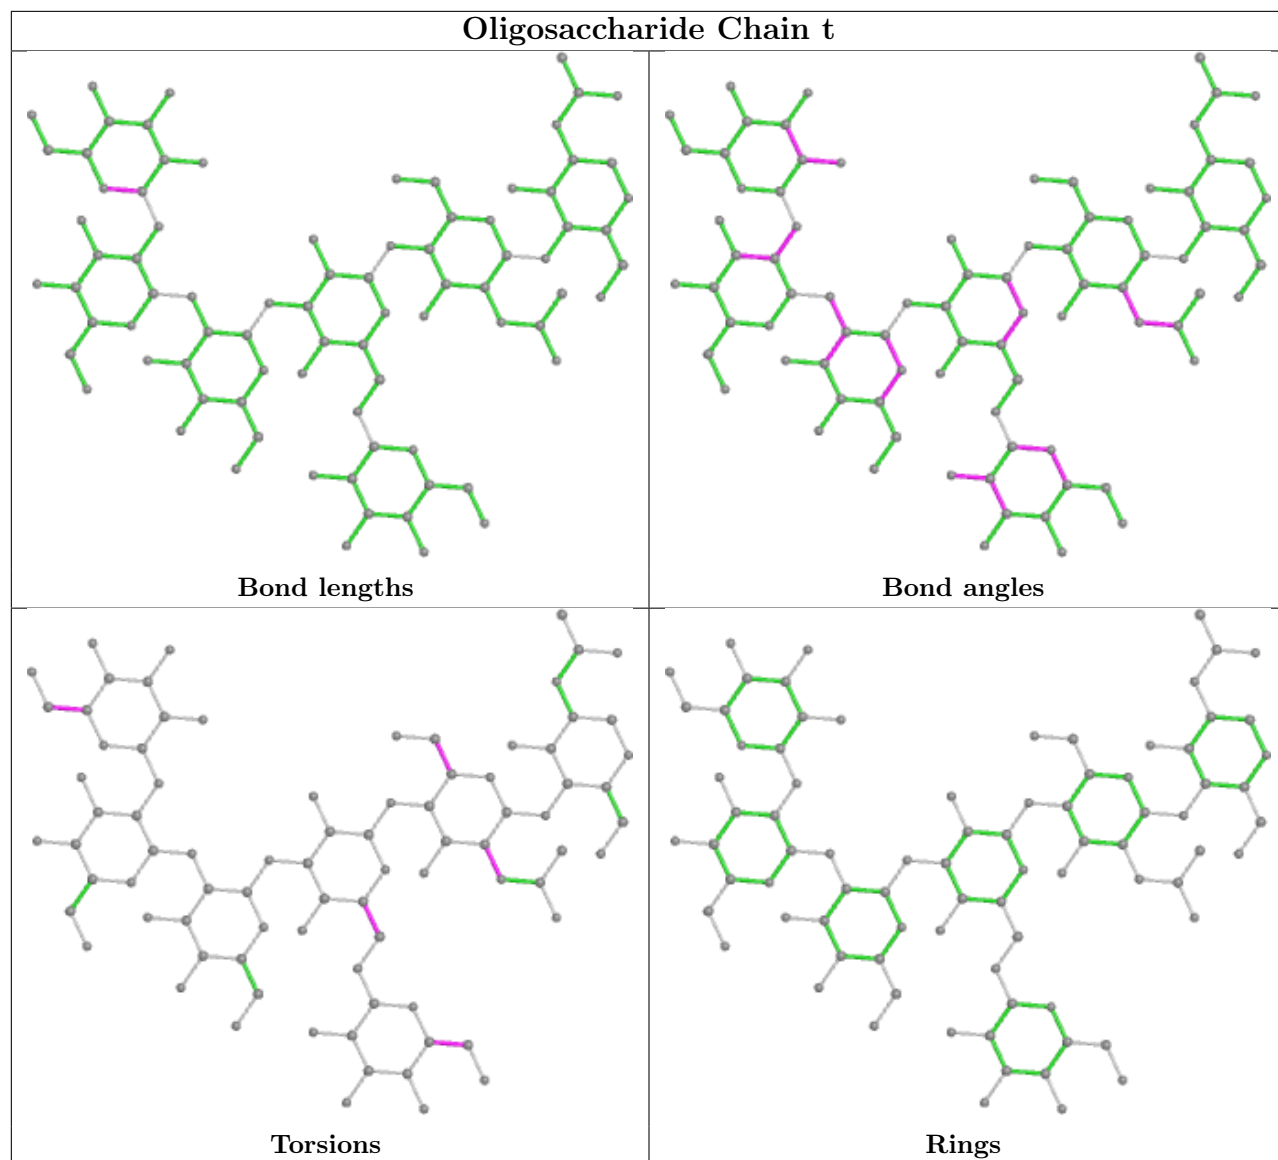 Oligosaccharide Chain t
Bond lengths
Bond angles
Torsions
Rings